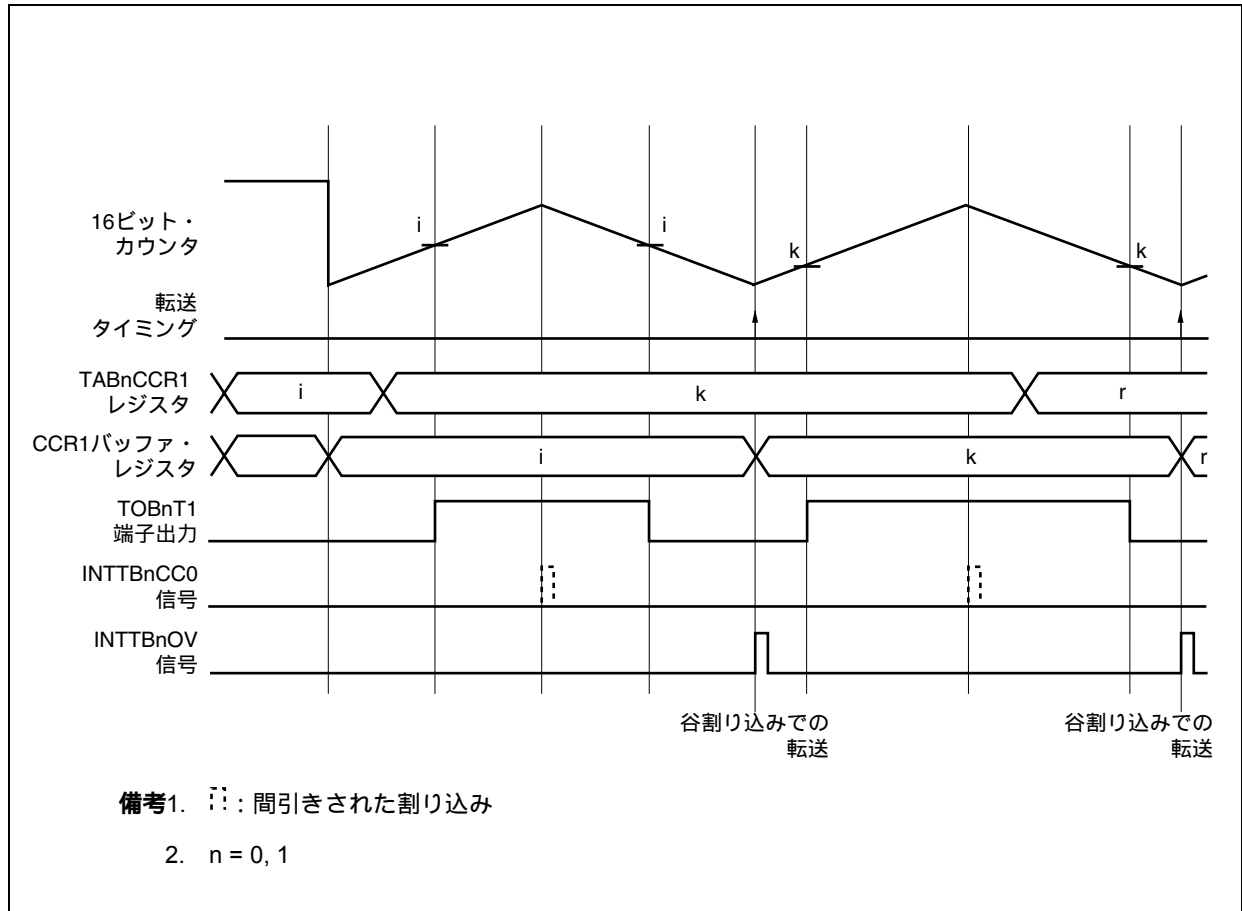 16ビット・
カウンタ
i
i
k
k
転送
タイミング
TABnCCR1
レジスタ
i
k
r
CCR1バッファ・
レジスタ
i
k
r
TOBnT1
端子出力
INTTBnCC0
信号
INTTBnOV
信号
谷割り込みでの
転送
谷割り込みでの
転送
備考1. : 間引きされた割り込み
2. n = 0, 1